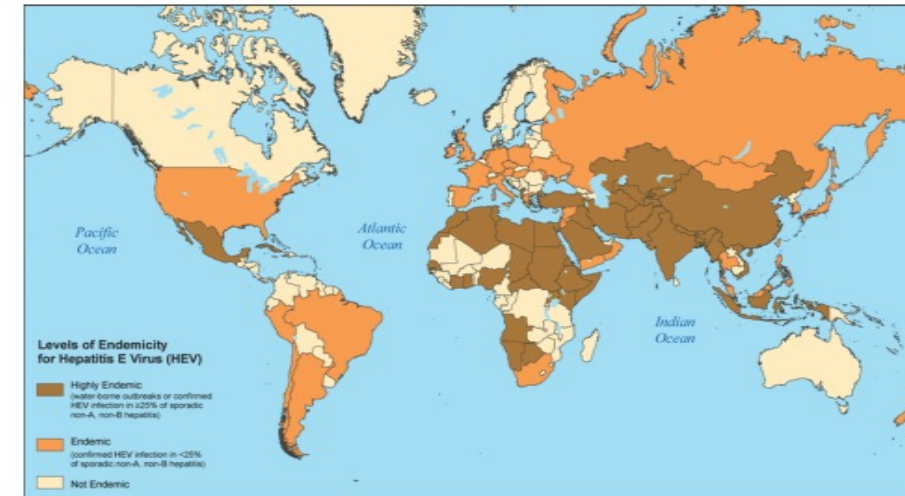 Pacific
Ocean
Atlantic
Ocean
Indian
Ocean
Levels of Endemicity
for Hepatitis E Virus (HEV)
Highly Endemic
(water-borne outbreaks or confirmed
HEV infection in ≥25% of sporadic
non-A, non-B hepatitis)
Endemic
(confirmed HEV infection in <25%
of sporadic non-A, non-B hepatitis)
Not Endemic